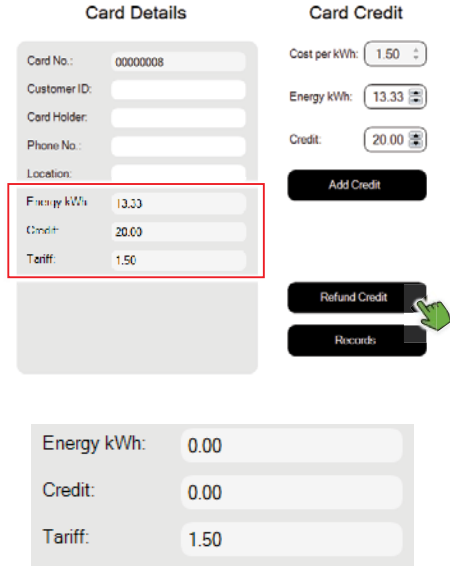 Card Details
Card No.: 00000008
Customer ID:
Card Holder:
Phone No.:
Location:
Energy kWh 13.33
Credit: 20.00
Tariff: 1.50
Card Credit
Cost per kWh: 1.50
Energy kWh: 13.33
Credit: 20.00
Add Credit
Refund Credit
Records
Energy kWh: 0.00
Credit: 0.00
Tariff: 1.50